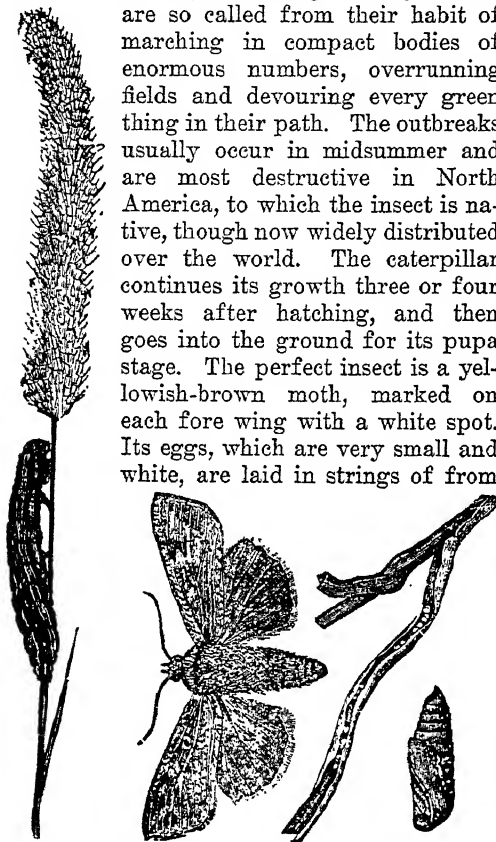 are so called from their habit of
marching in compact bodies of
enormous numbers, overrunning
fields and devouring every green
thing in their path. The outbreaks
usually occur in midsummer and
are most destructive in North
America, to which the insect is na-
tive, though now widely distributed
over the world. The caterpillar
continues its growth three or four
weeks after hatching, and then
goes into the ground for its pupa
stage. The perfect insect is a yel-
lowish-brown moth, marked on
each fore wing with a white spot.
Its eggs, which are very small and
white, are laid in strings of from